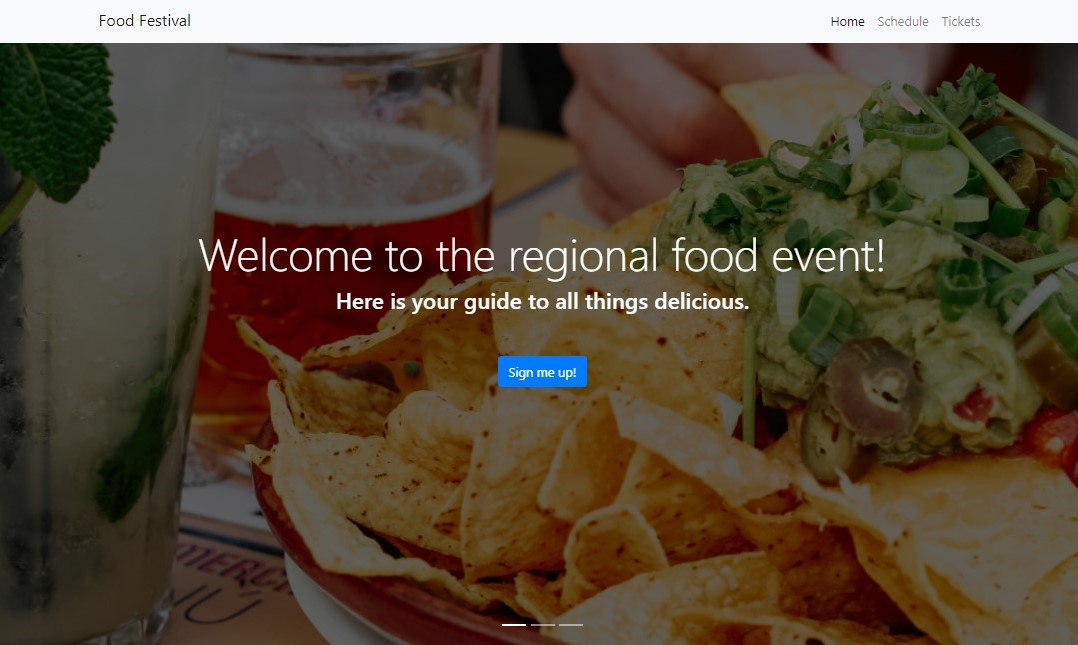 Food Festival
Home Schedule Tickets
Welcome to the regional food event!
Here is your guide to all things delicious.
Sign me up!